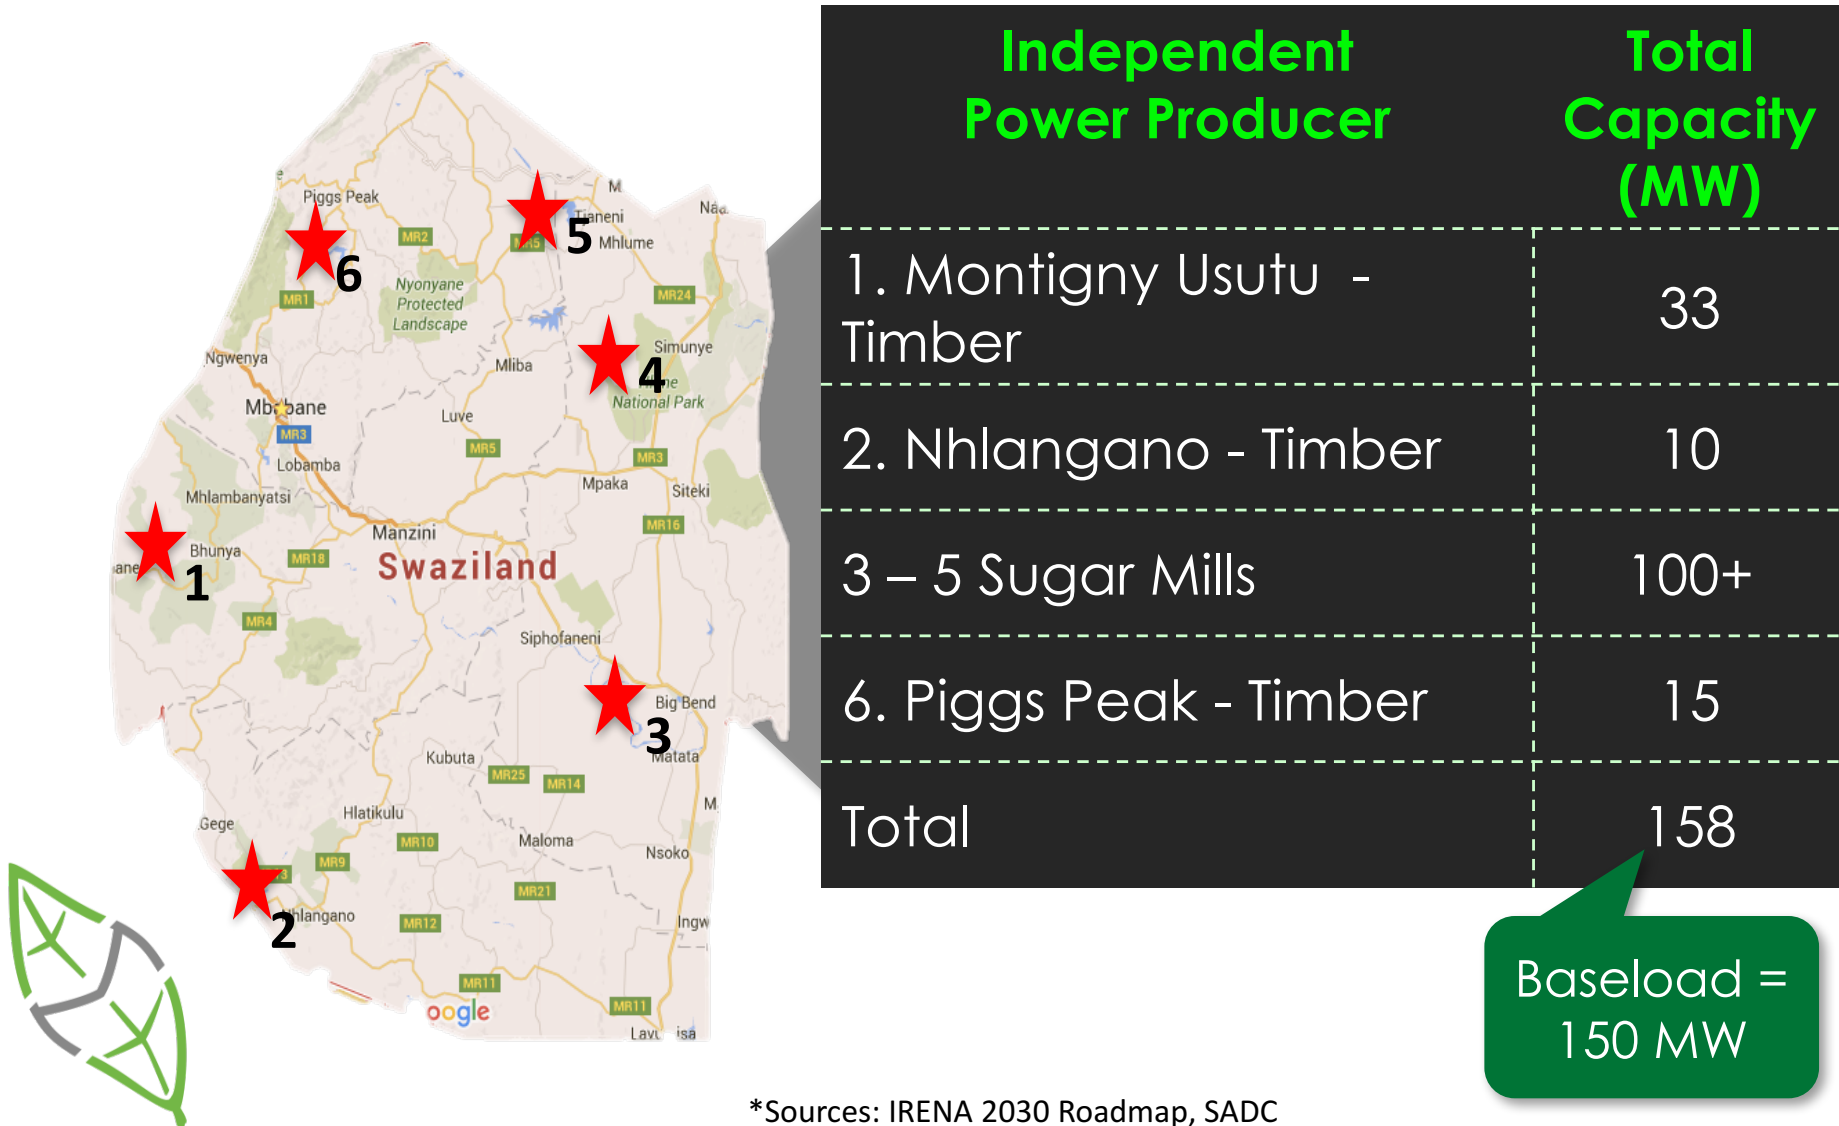 Independent
Power Producer
Total
Capacity
(MW)
1. Montigny Usutu -
Timber
33
2. Nhlangano - Timber
10
3 – 5 Sugar Mills
100+
6. Piggs Peak - Timber
15
Total
158
Baseload =
150 MW
Piggs Peak
6
5
Tjaneni
MR2
Mhlume
MR1
Nyonyane
Protected
Landscape
MR24
Ngwenya
Mliba
Simunye
4
National Park
Luve
MR3
MR5
Lobamba
MR3
Mpaka
Siteki
Mhlambanyatsi
MR16
Manzini
Bhunya
MR18
Swaziland
1
MR4
Siphofaneni
Big Bend
3
Matata
Kubuta
MR25
MR14
Hlatikulu
Gege
MR10
Maloma
Nsoko
MR9
MR21
2
Nhlangano
MR12
MR11
MR11
oogle
*Sources: IRENA 2030 Roadmap, SADC